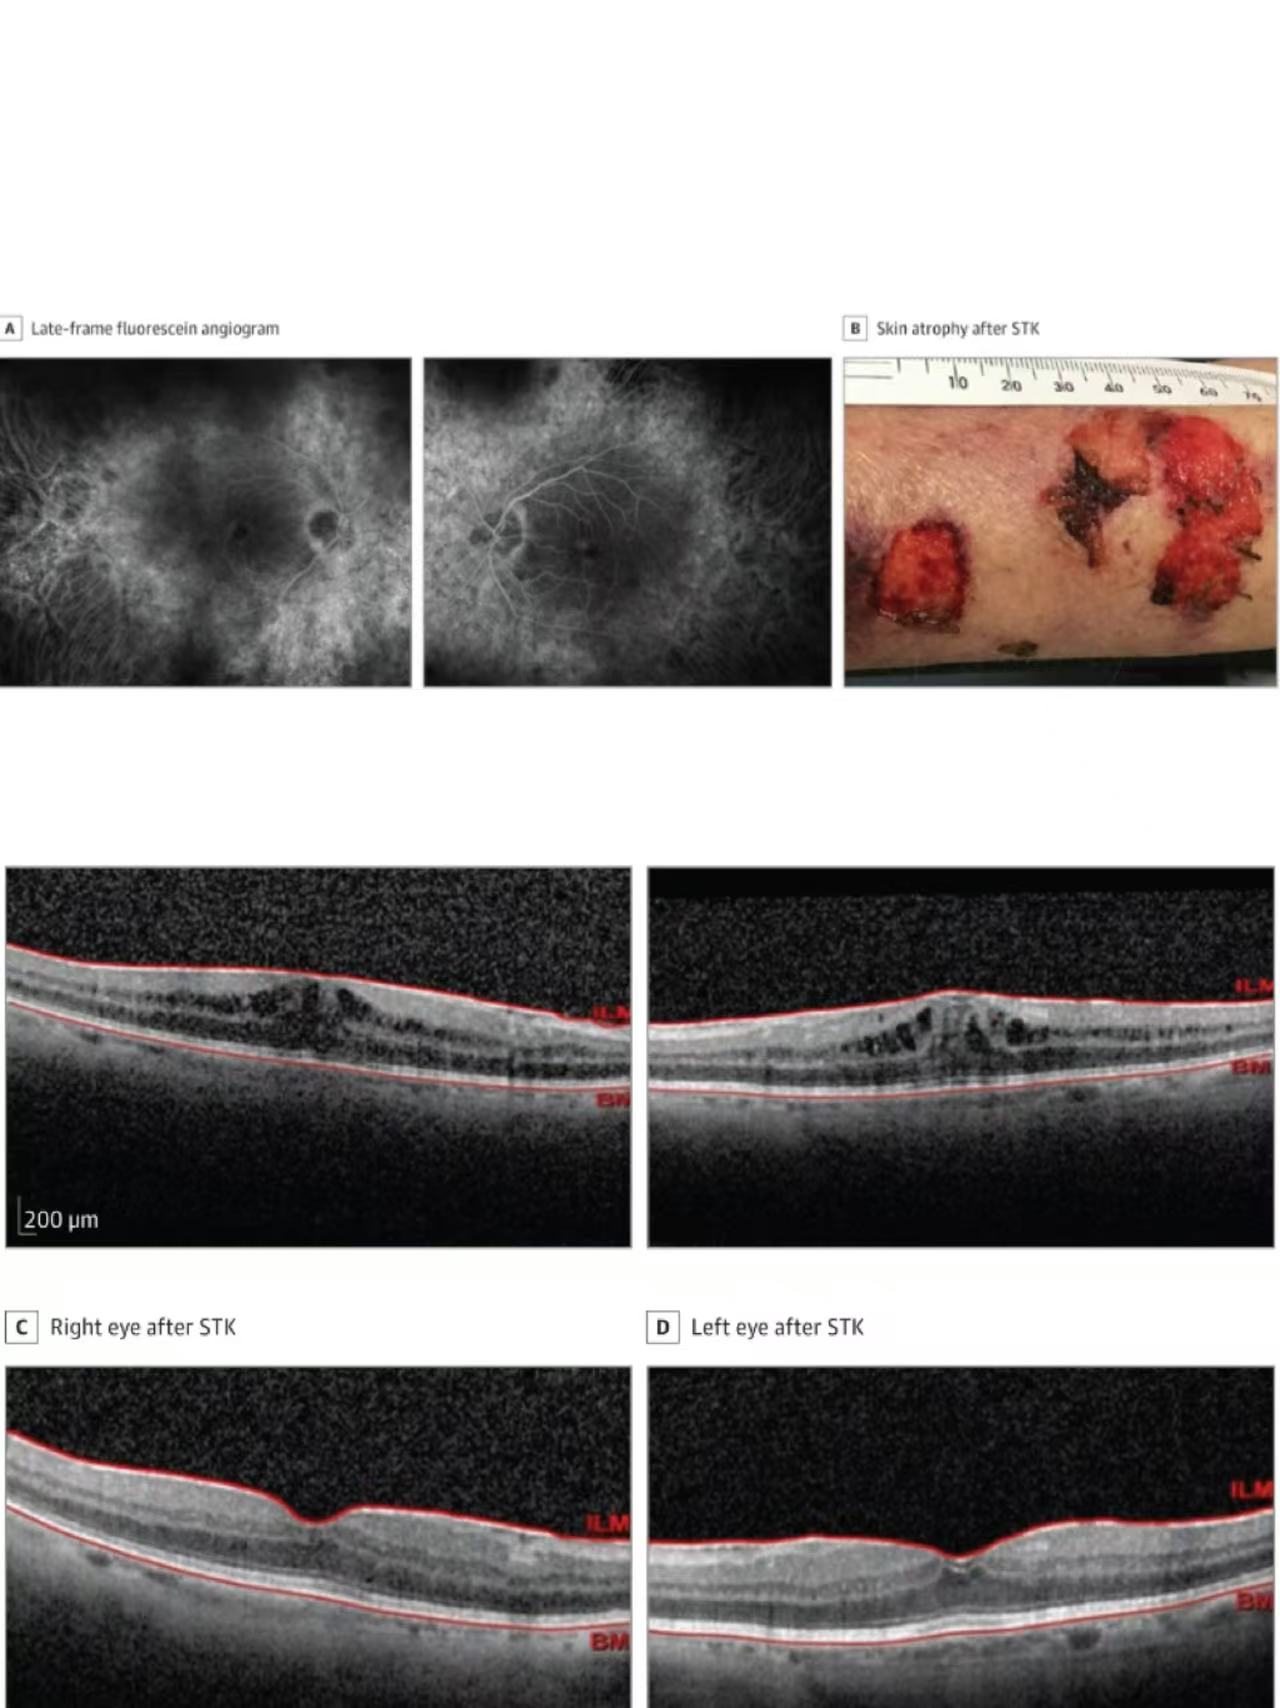 A Late-frame fluorescein angiogram
B Skin atrophy after STK
10 20 30 40 50 60 70
ILM
BM
200 μm
ILM
BM
C Right eye after STK
D Left eye after STK
ILM
BM
ILM
BM